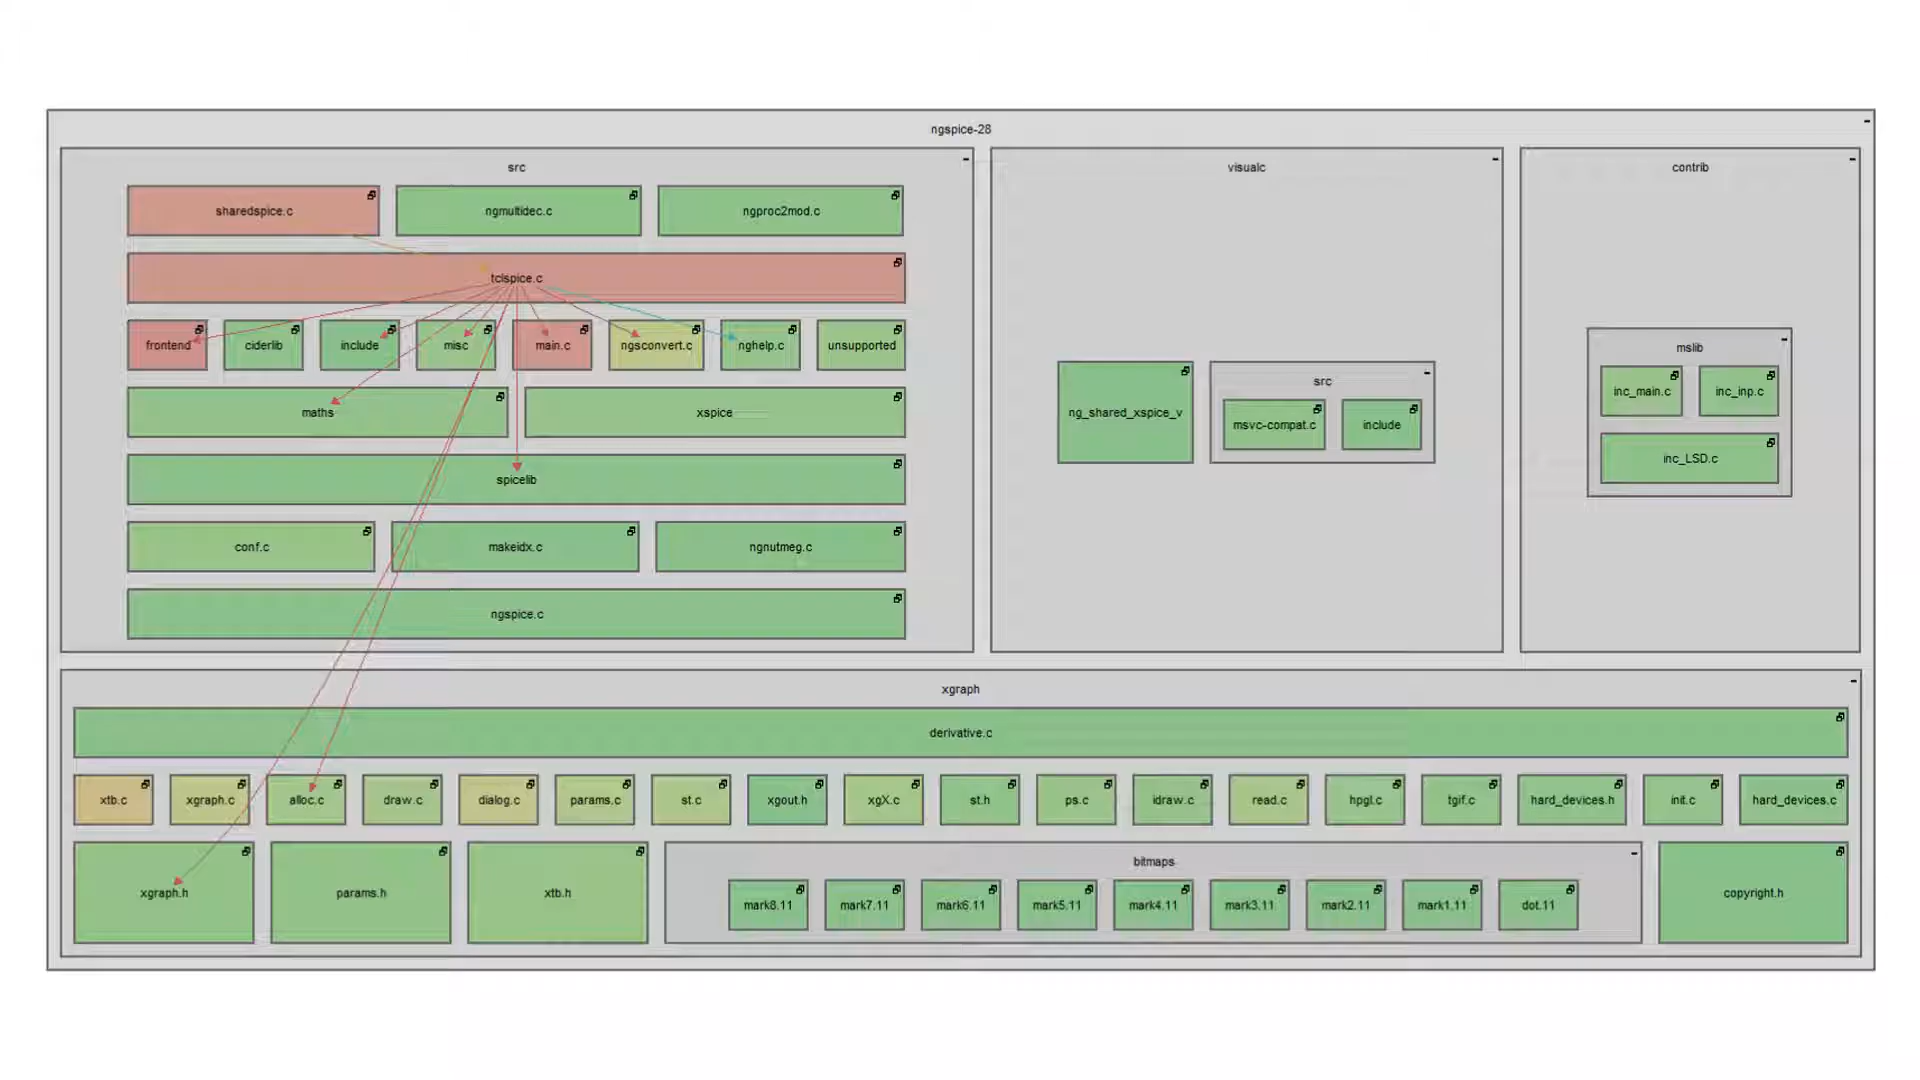 ngspice-28
src
sharedspice.c
ngmultidec.c
ngproc2mod.c
tclspice.c
frontend
ciderlib
include
misc
main.c
ngsconvert.c
nghelp.c
unsupported
maths
xspice
spicelib
conf.c
makeidx.c
ngnutmeg.c
ngspice.c
visualc
ng_shared_xspice_v
src
msvc-compat.c
include
contrib
mslib
inc_main.c
inc_inp.c
inc_LSD.c
xgraph
derivative.c
xtb.c
xgraph.c
alloc.c
draw.c
dialog.c
params.c
st.c
xgout.h
xgX.c
st.h
ps.c
idraw.c
read.c
hpgl.c
tgif.c
hard_devices.h
init.c
hard_devices.c
xgraph.h
params.h
xtb.h
bitmaps
mark8.11
mark7.11
mark6.11
mark5.11
mark4.11
mark3.11
mark2.11
mark1.11
dot.11
copyright.h